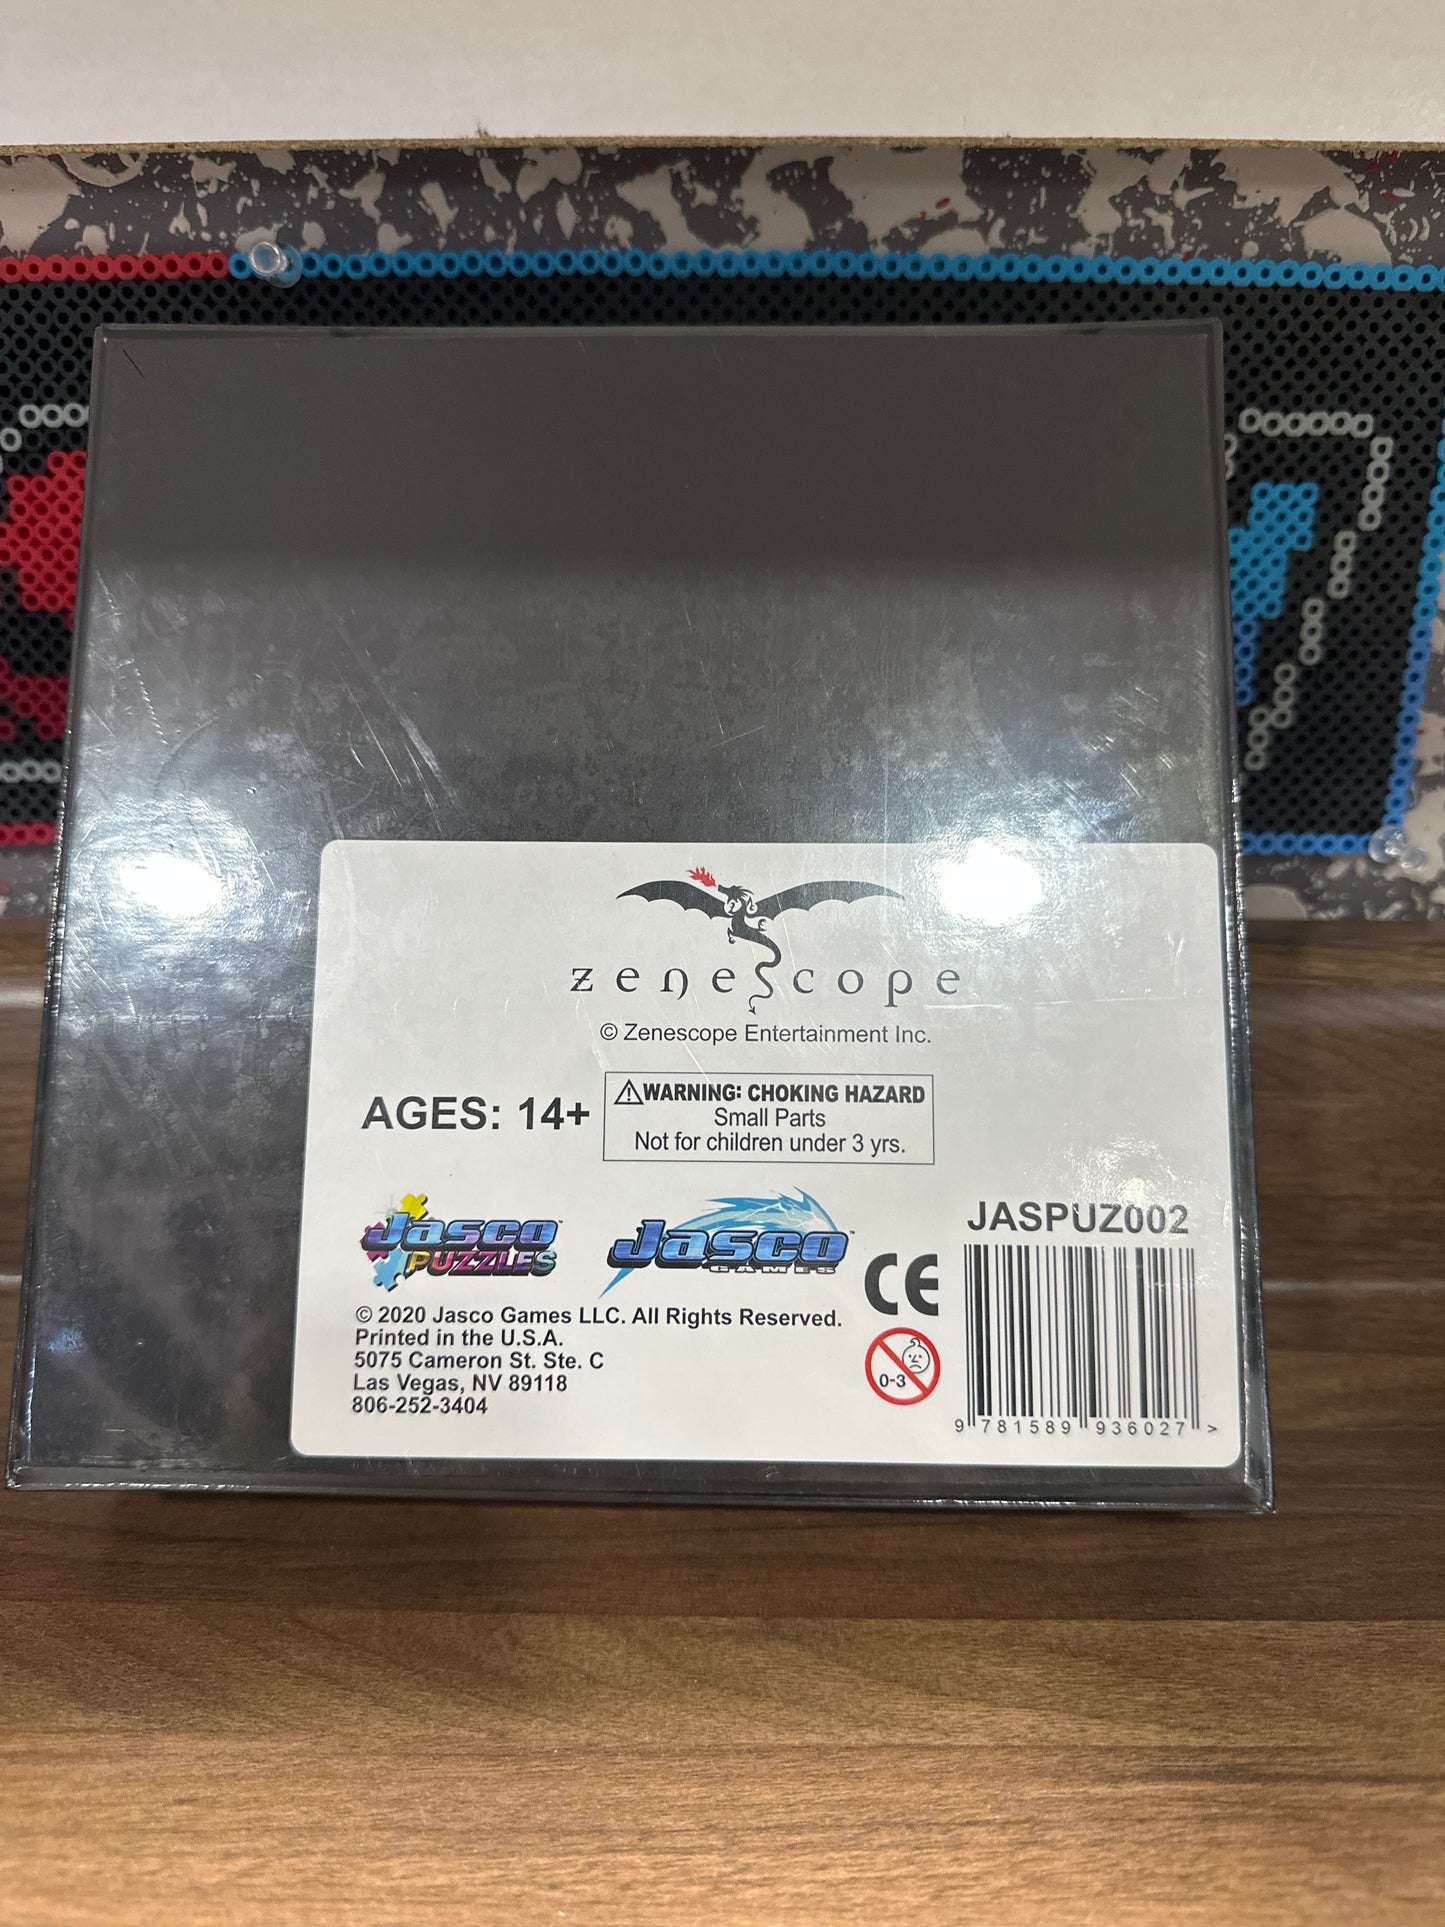 zenescope
© Zenescope Entertainment Inc.
AGES: 14+
⚠WARNING: CHOKING HAZARD
Small Parts
Not for children under 3 yrs.
Jasco™
PUZZLES
Jasco™
GAMES
JASPUZ002
CE
0-3
© 2020 Jasco Games LLC. All Rights Reserved.
Printed in the U.S.A.
5075 Cameron St. Ste. C
Las Vegas, NV 89118
806-252-3404
9 781589 936027 >